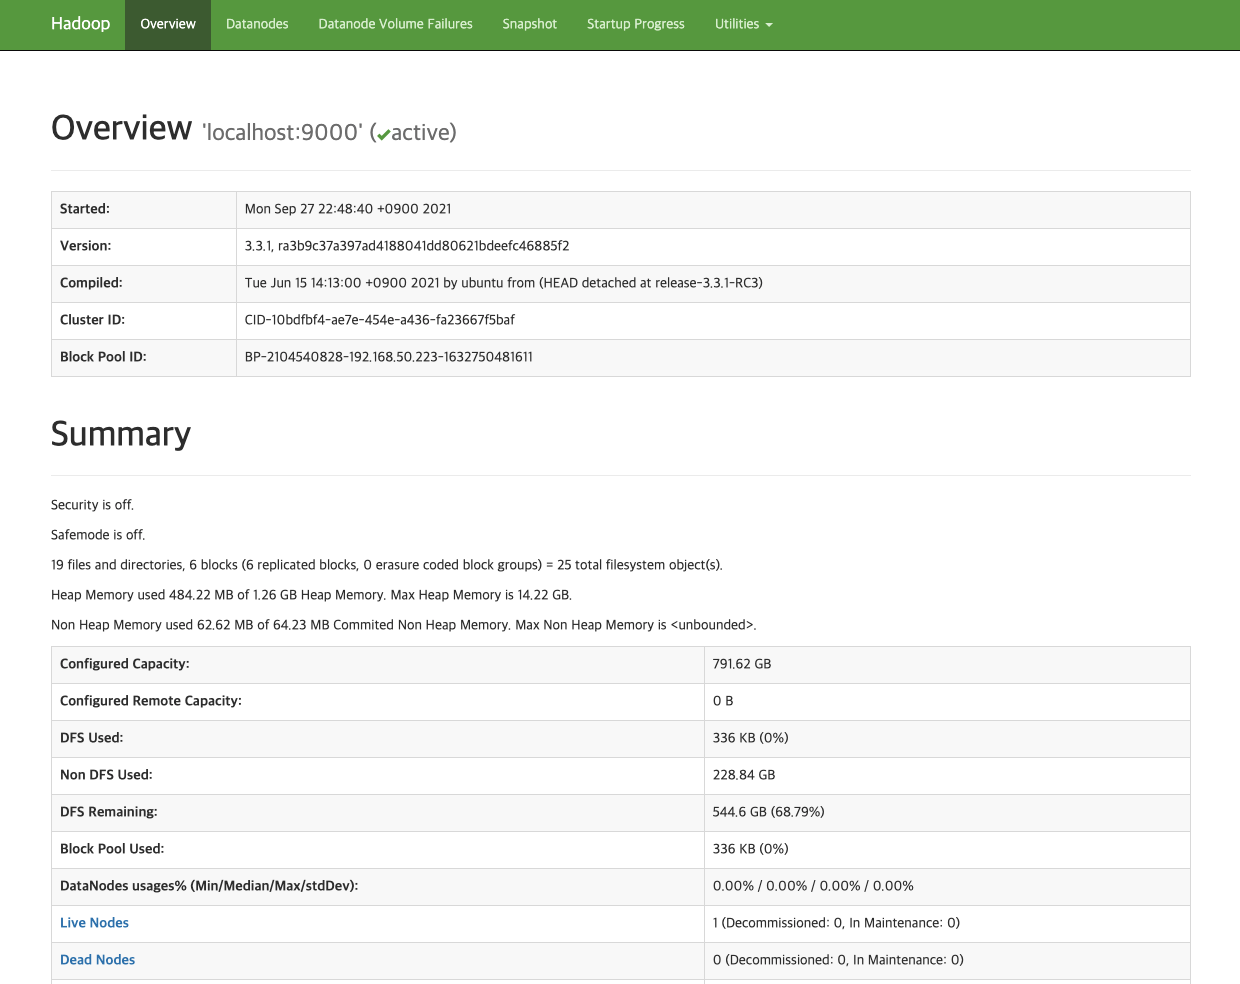 Hadoop Overview Datanodes Datanode Volume Failures Snapshot Startup Progress Utilities
Overview 'localhost:9000' (✔active)
Started: Mon Sep 27 22:48:40 +0900 2021
Version: 3.3.1, ra3b9c37a397ad4188041dd80621bdeefc46885f2
Compiled: Tue Jun 15 14:13:00 +0900 2021 by ubuntu from (HEAD detached at release-3.3.1-RC3)
Cluster ID: CID-10bdfbf4-ae7e-454e-a436-fa23667f5baf
Block Pool ID: BP-2104540828-192.168.50.223-1632750481611
Summary
Security is off.
Safemode is off.
19 files and directories, 6 blocks (6 replicated blocks, 0 erasure coded block groups) = 25 total filesystem object(s).
Heap Memory used 484.22 MB of 1.26 GB Heap Memory. Max Heap Memory is 14.22 GB.
Non Heap Memory used 62.62 MB of 64.23 MB Commited Non Heap Memory. Max Non Heap Memory is <unbounded>.
Configured Capacity: 791.62 GB
Configured Remote Capacity: 0 B
DFS Used: 336 KB (0%)
Non DFS Used: 228.84 GB
DFS Remaining: 544.6 GB (68.79%)
Block Pool Used: 336 KB (0%)
DataNodes usages% (Min/Median/Max/stdDev): 0.00% / 0.00% / 0.00% / 0.00%
Live Nodes 1 (Decommissioned: 0, In Maintenance: 0)
Dead Nodes 0 (Decommissioned: 0, In Maintenance: 0)